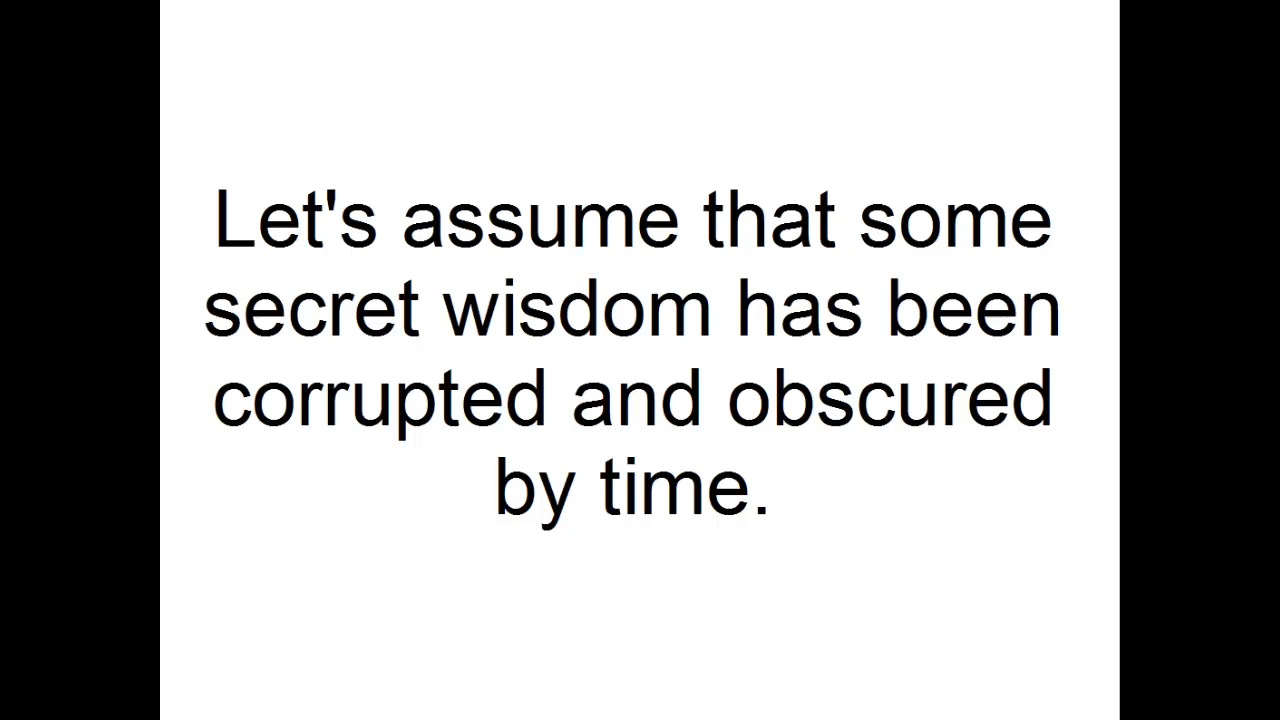 Let's assume that some
secret wisdom has been
corrupted and obscured
by time.